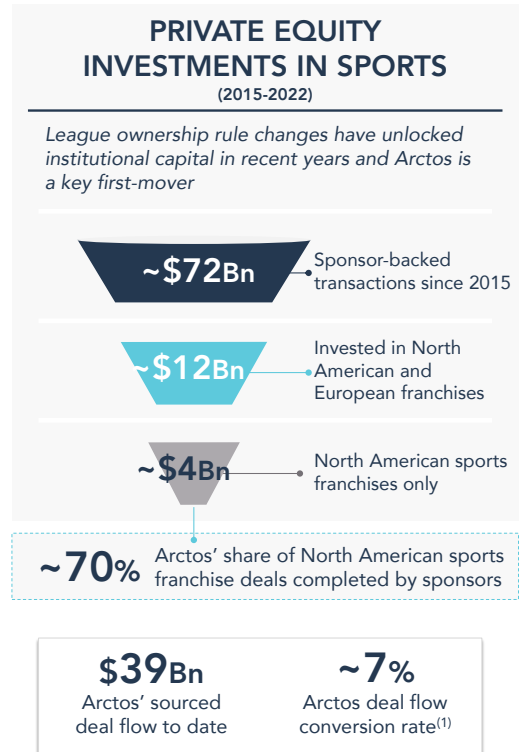 PRIVATE EQUITY
INVESTMENTS IN SPORTS
(2015-2022)
League ownership rule changes have unlocked
institutional capital in recent years and Arctos is
a key first-mover
~$72Bn
Sponsor-backed
transactions since 2015
~$12Bn
Invested in North
American and
European franchises
~$4Bn
North American sports
franchises only
~70%
Arctos' share of North American sports
franchise deals completed by sponsors
$39Bn
Arctos' sourced
deal flow to date
~7%
Arctos deal flow
conversion rate(1)